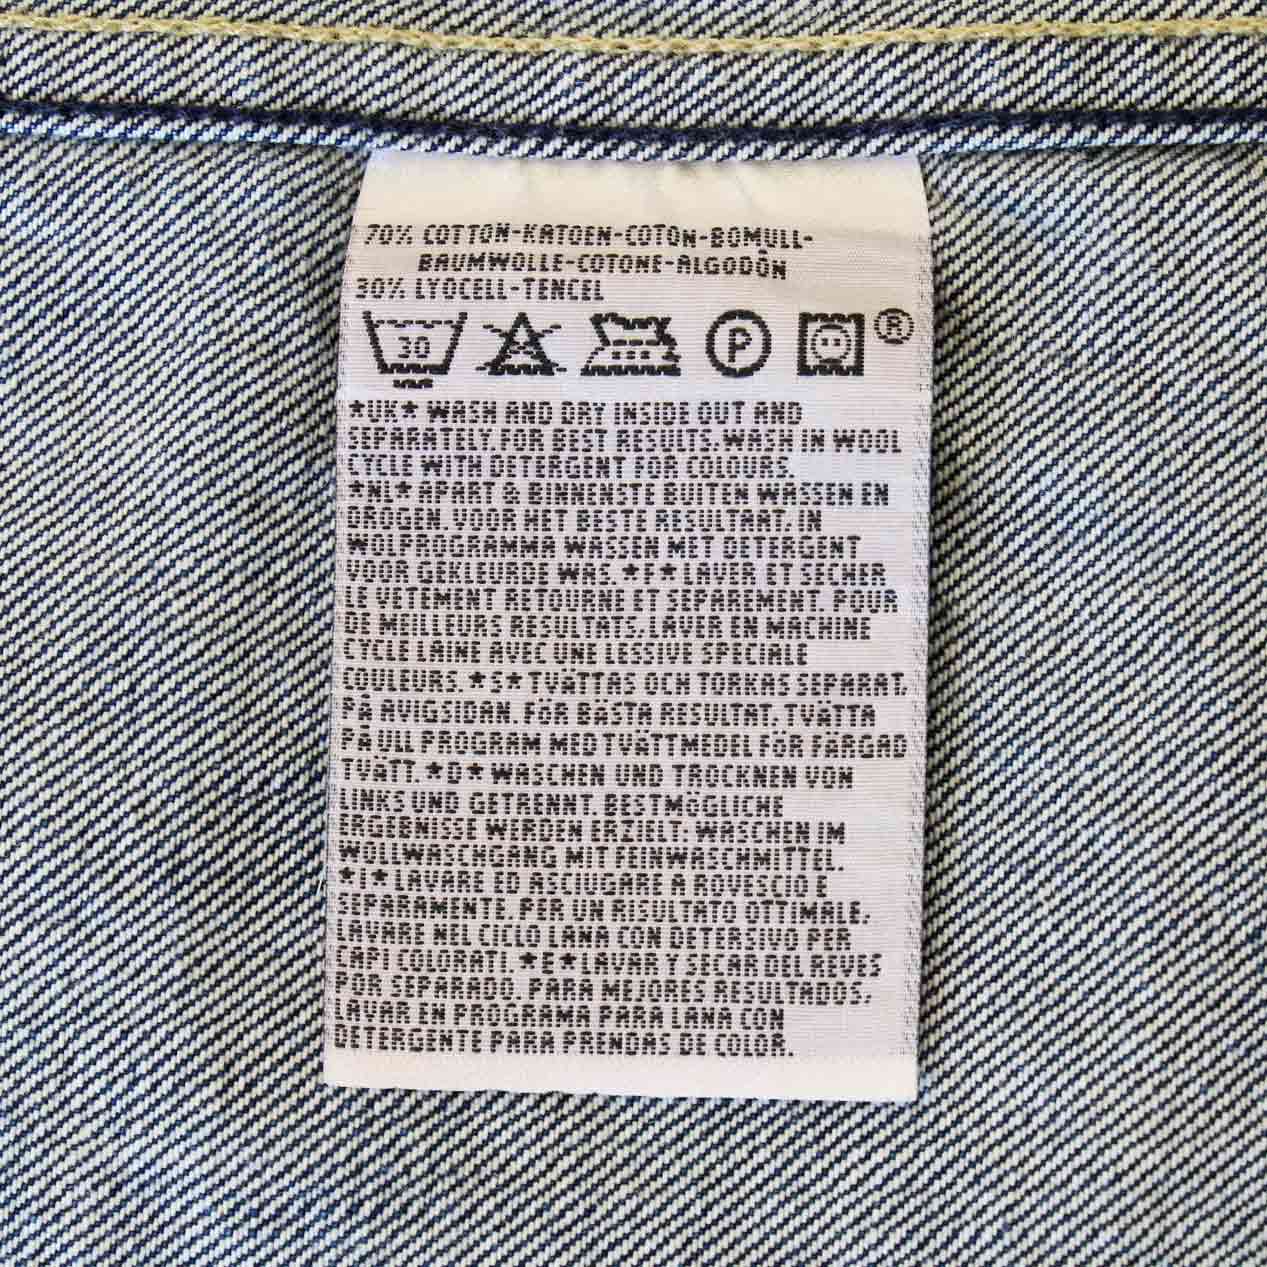 70% COTTON-KATOEN-COTON-BOMULL-
BAUMWOLLE-COTONE-ALGODÓN
30% LYOCELL-TENCEL
30 P ®
*UK* WASH AND DRY INSIDE OUT AND
SEPARATELY. FOR BEST RESULTS. WASH IN WOOL
CYCLE WITH DETERGENT FOR COLOURS.
*NL* APART & BINNENSTE BUITEN WASSEN EN
DROGEN. VOOR HET BESTE RESULTAAT. IN
WOLPROGRAMMA WASSEN MET DETERGENT
VOOR GEKLEURDE WAS. *F* LAVER ET SECHER
LE VETEMENT RETOURNE ET SEPAREMENT. POUR
DE MEILLEURS RESULTATS. LAVER EN MACHINE
CYCLE LAINE AVEC UNE LESSIVE SPECIALE
COULEURS. *S* TVÄTTAS OCH TORKAS SEPARAT,
PÅ AVIGSIDAN. FÖR BÄSTA RESULTAT. TVÄTTA
PÅ ULL PROGRAM MED TVÄTTMEDEL FÖR FÄRGAD
TVÄTT. *D* WASCHEN UND TROCKNEN VON
LINKS UND GETRENNT. BESTMÖGLICHE
ERGEBNISSE WERDEN ERZIELT: WASCHEN IM
WOLLWASCHGANG MIT FEINWASCHMITTEL.
*I* LAVARE ED ASCIUGARE A ROVESCIO E
SEPARAMENTE. PER UN RISULTATO OTTIMALE,
LAVARE NEL CICLO LANA CON DETERSIVO PER
CAPI COLORATI. *E* LAVAR Y SECAR DEL REVES
POR SEPARADO. PARA MEJORES RESULTADOS,
LAVAR EN PROGRAMA PARA LANA CON
DETERGENTE PARA PRENDAS DE COLOR.